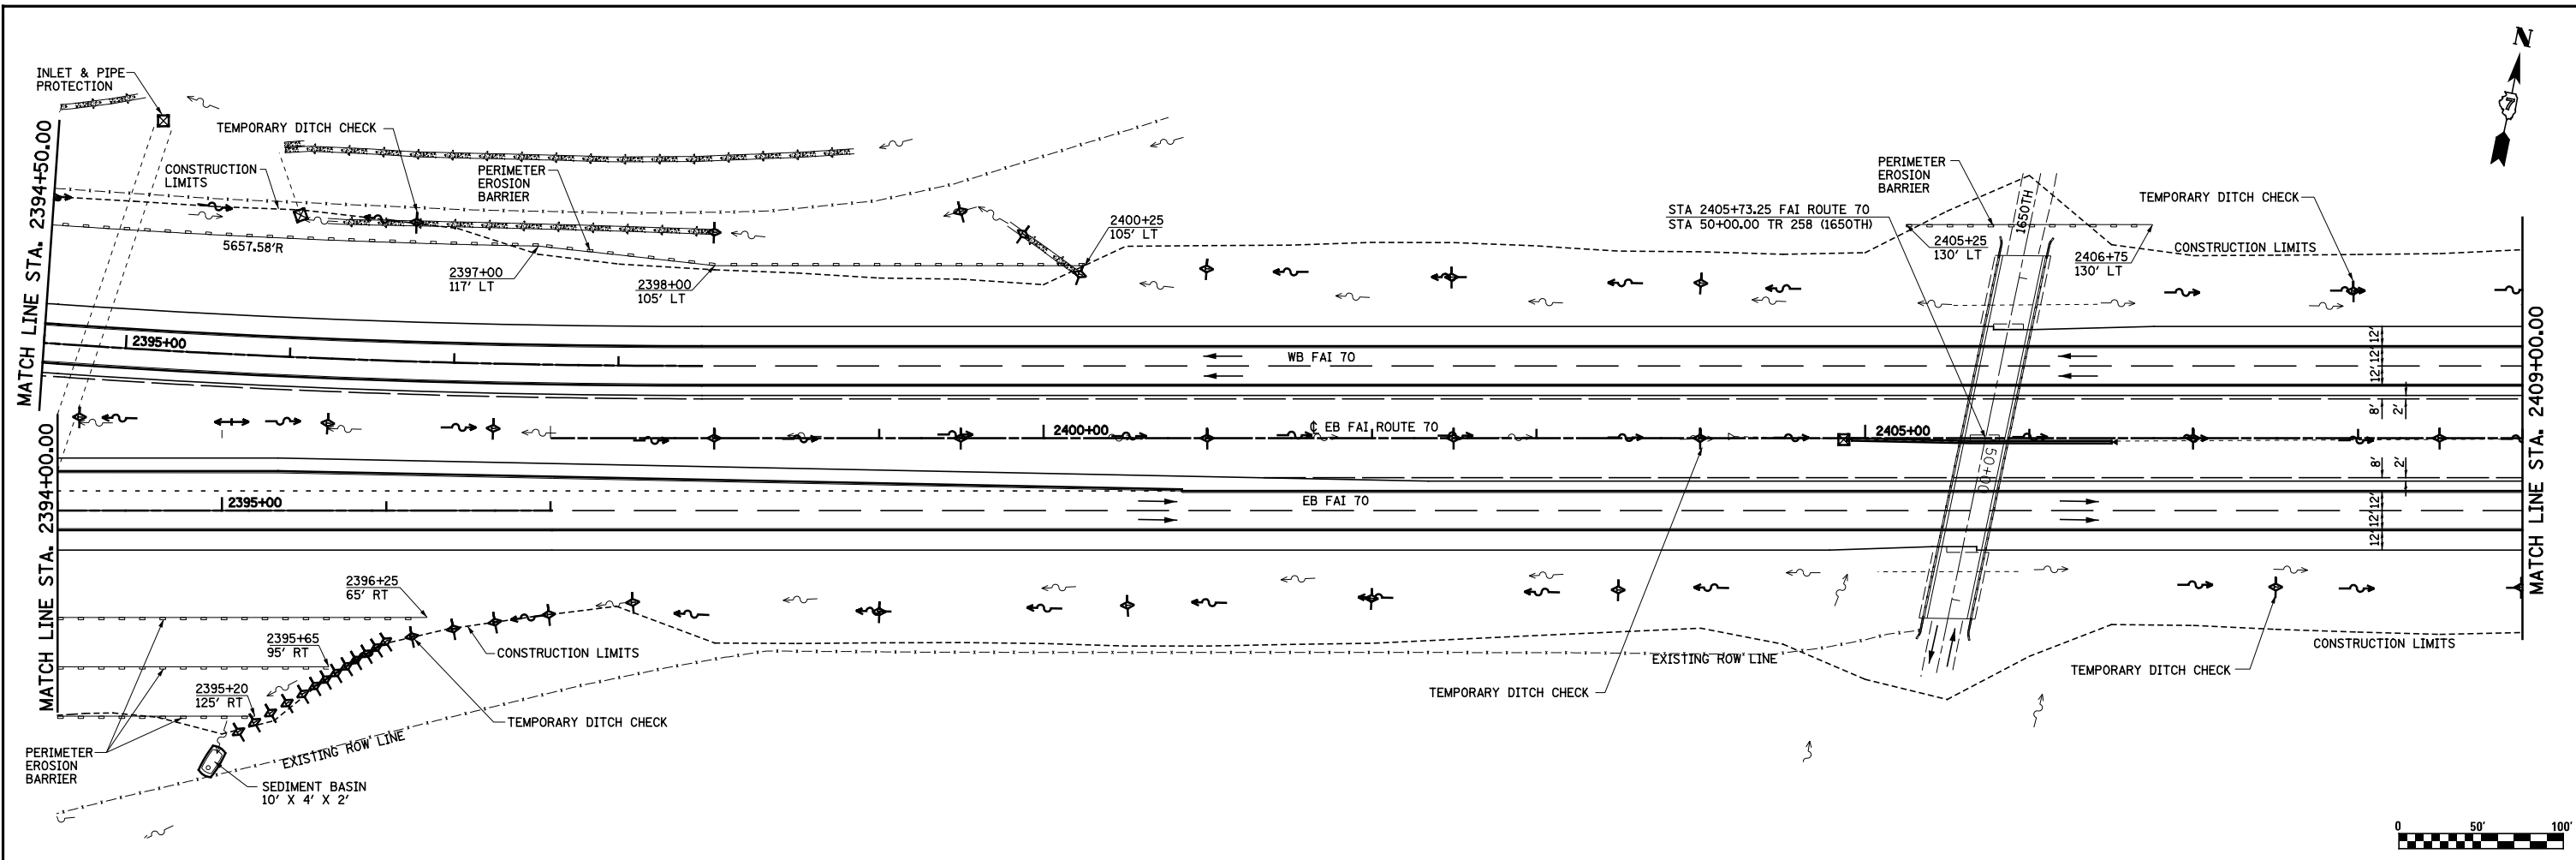 INLET & PIPE
PROTECTION
TEMPORARY DITCH CHECK
CONSTRUCTION
LIMITS
PERIMETER
EROSION
BARRIER
MATCH LINE STA. 2394+50.00
5657.58'R
2397+00
117' LT
2398+00
105' LT
2400+25
105' LT
STA 2405+73.25 FAI ROUTE 70
STA 50+00.00 TR 258 (1650TH)
PERIMETER
EROSION
BARRIER
1650TH
2405+25
130' LT
2406+75
130' LT
TEMPORARY DITCH CHECK
CONSTRUCTION LIMITS
N
7
2395+00
WB FAI 70
12'
12'
12'
8'
2'
2400+00
℄ EB FAI ROUTE 70
2405+00
50+00
8'
2'
MATCH LINE STA. 2394+00.00
2395+00
EB FAI 70
12'
12'
12'
MATCH LINE STA. 2409+00.00
2396+25
65' RT
2395+65
95' RT
2395+20
125' RT
CONSTRUCTION LIMITS
TEMPORARY DITCH CHECK
PERIMETER
EROSION
BARRIER
EXISTING ROW LINE
SEDIMENT BASIN
10' X 4' X 2'
EXISTING ROW LINE
TEMPORARY DITCH CHECK
TEMPORARY DITCH CHECK
CONSTRUCTION LIMITS
0 50' 100'